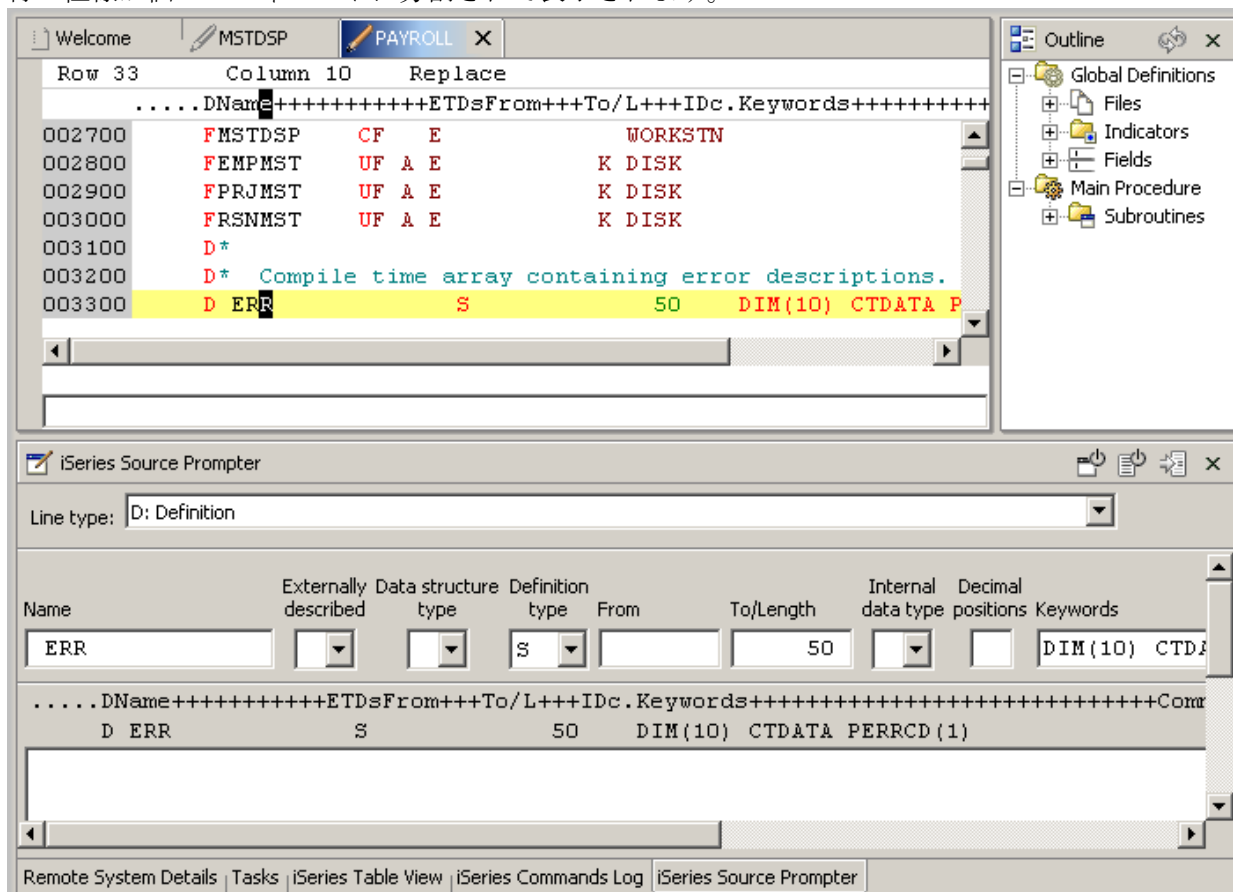 Welcome MSTDSP PAYROLL
Row 33 Column 10 Replace
.....DName+++++++++++ETDsFrom+++To/L+++IDc.Keywords++++++++++
002700 FMSTDSP CF E WORKSTN
002800 FEMPMST UF A E K DISK
002900 FPRJMST UF A E K DISK
003000 FRSNMST UF A E K DISK
003100 D*
003200 D* Compile time array containing error descriptions.
003300 D ERR S 50 DIM(10) CTDATA P
Outline
Global Definitions
Files
Indicators
Fields
Main Procedure
Subroutines
iSeries Source Prompter
Line type: D: Definition
Name Externally described Data structure type Definition type From To/Length Internal data type Decimal positions Keywords
ERR S 50 DIM(10) CTDA
.....DName+++++++++++ETDsFrom+++To/L+++IDc.Keywords+++++++++++++++++++++++++++++Comm
D ERR S 50 DIM(10) CTDATA PERRCD(1)
Remote System Details Tasks iSeries Table View iSeries Commands Log iSeries Source Prompter